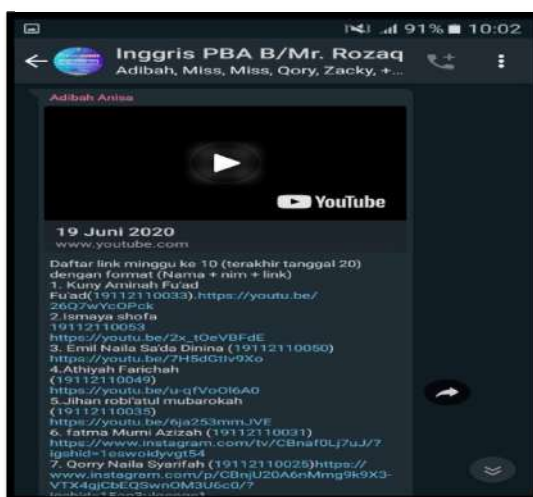 91% 10:02
Inggris PBA B/Mr. Rozaq
Adibah, Miss, Miss, Qory, Zacky, +...
Adibah Anisa
YouTube
19 Juni 2020
www.youtube.com
Daftar link minggu ke 10 (terakhir tanggal 20)
dengan format (Nama + nim + link)
1. Kuny Aminah Fu'ad
Fu'ad(19112110033).https://youtu.be/
26Q7wYcOPck
2.Ismaya shofa
19112110053
https://youtu.be/2x_tOeVBFdE
3. Emil Naila Sa'da Dinina (19112110050)
https://youtu.be/7H5dGtIv9Xo
4.Athiyah Farichah
(19112110049)
https://youtu.be/u-qfVoOl6A0
5.Jihan robi'atul mubarokah
(19112110035)
https://youtu.be/6ja253mmJVE
6. fatma Murni Azizah (19112110031)
https://www.instagram.com/tv/CBnaf0Lj7uJ/?
igshid=1eswoidyvgt54
7. Qorry Naila Syarifah (19112110025)https://
www.instagram.com/p/CBnjU20A6nMmg9k9X3-
VTX4gjCbEQSwnOM3U6c0/?